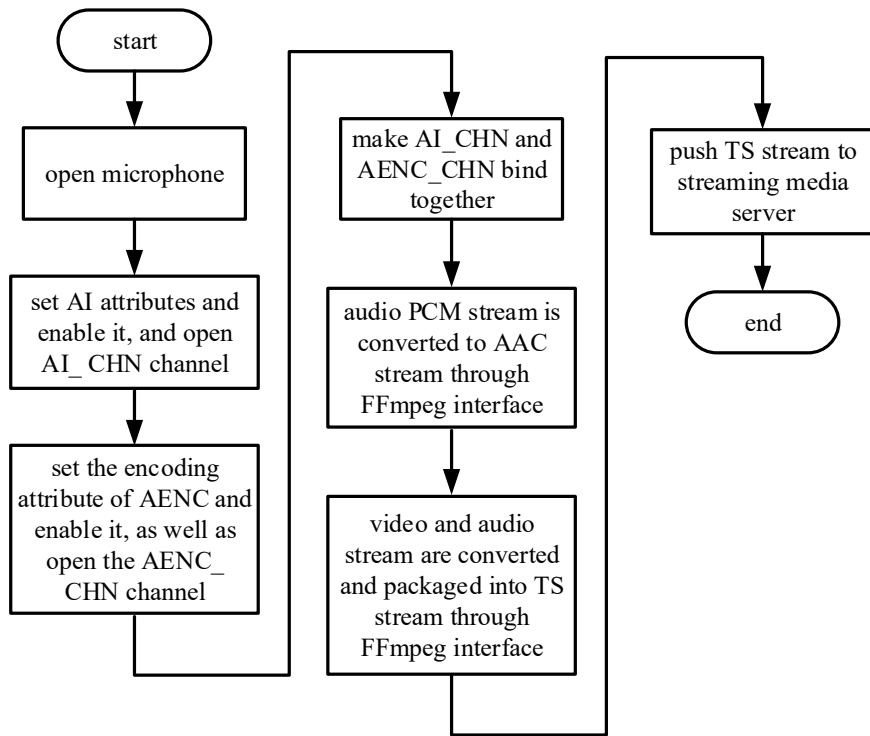 start
open microphone
set AI attributes and
enable it, and open
AI_ CHN channel
set the encoding
attribute of AENC and
enable it, as well as
open the AENC_
CHN channel
make AI_CHN and
AENC_CHN bind
together
audio PCM stream is
converted to AAC
stream through
FFmpeg interface
video and audio
stream are converted
and packaged into TS
stream through
FFmpeg interface
push TS stream to
streaming media
server
end